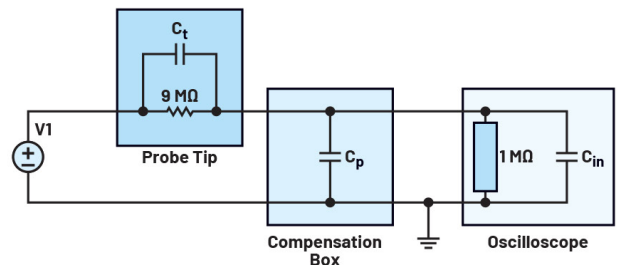 Ct
9 MΩ
V1
Probe Tip
Cp
1 MΩ
Cin
Compensation
Box
Oscilloscope